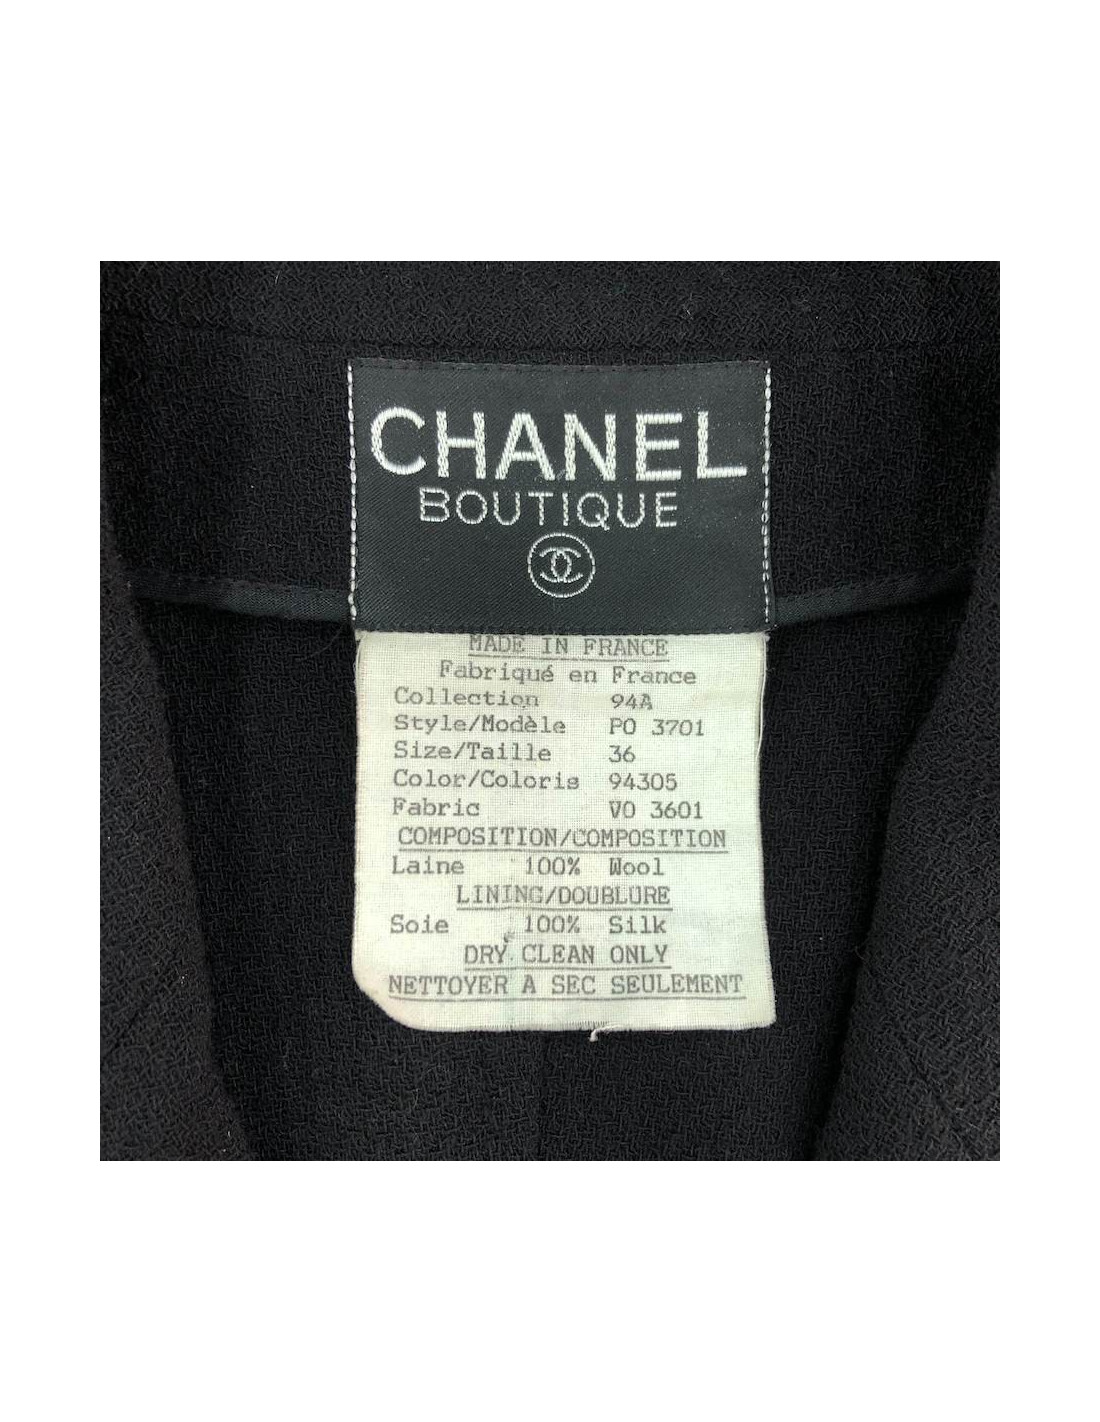 CHANEL
BOUTIQUE
MADE IN FRANCE
Fabriqué en France
Collection 94A
Style/Modèle PO 3701
Size/Taille 36
Color/Coloris 94305
Fabric VO 3601
COMPOSITION/COMPOSITION
Laine 100% Wool
LINING/DOUBLURE
Soie 100% Silk
DRY CLEAN ONLY
NETTOYER A SEC SEULEMENT